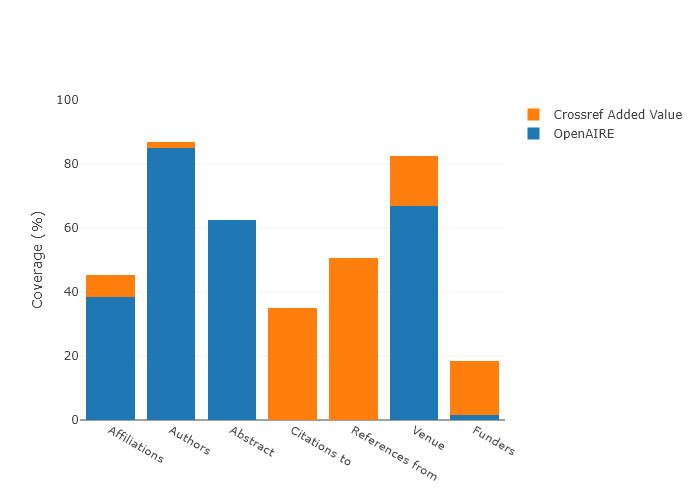 100
80
60
40
20
0
Coverage (%)
Affiliations
Authors
Abstract
Citations to
References from
Venue
Funders
Crossref Added Value
OpenAIRE